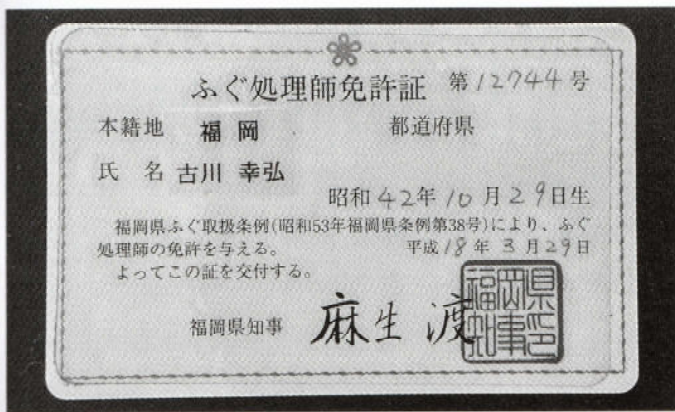 ふぐ処理師免許証 第12744号
本籍地 福岡 都道府県
氏名 古川 幸弘
昭和42年10月29日生
福岡県ふぐ取扱条例(昭和53年福岡県条例第38号)により、ふぐ
処理師の免許を与える。 平成18年3月29日
よってこの証を交付する。
福岡県知事 麻生渡
福岡県知事印